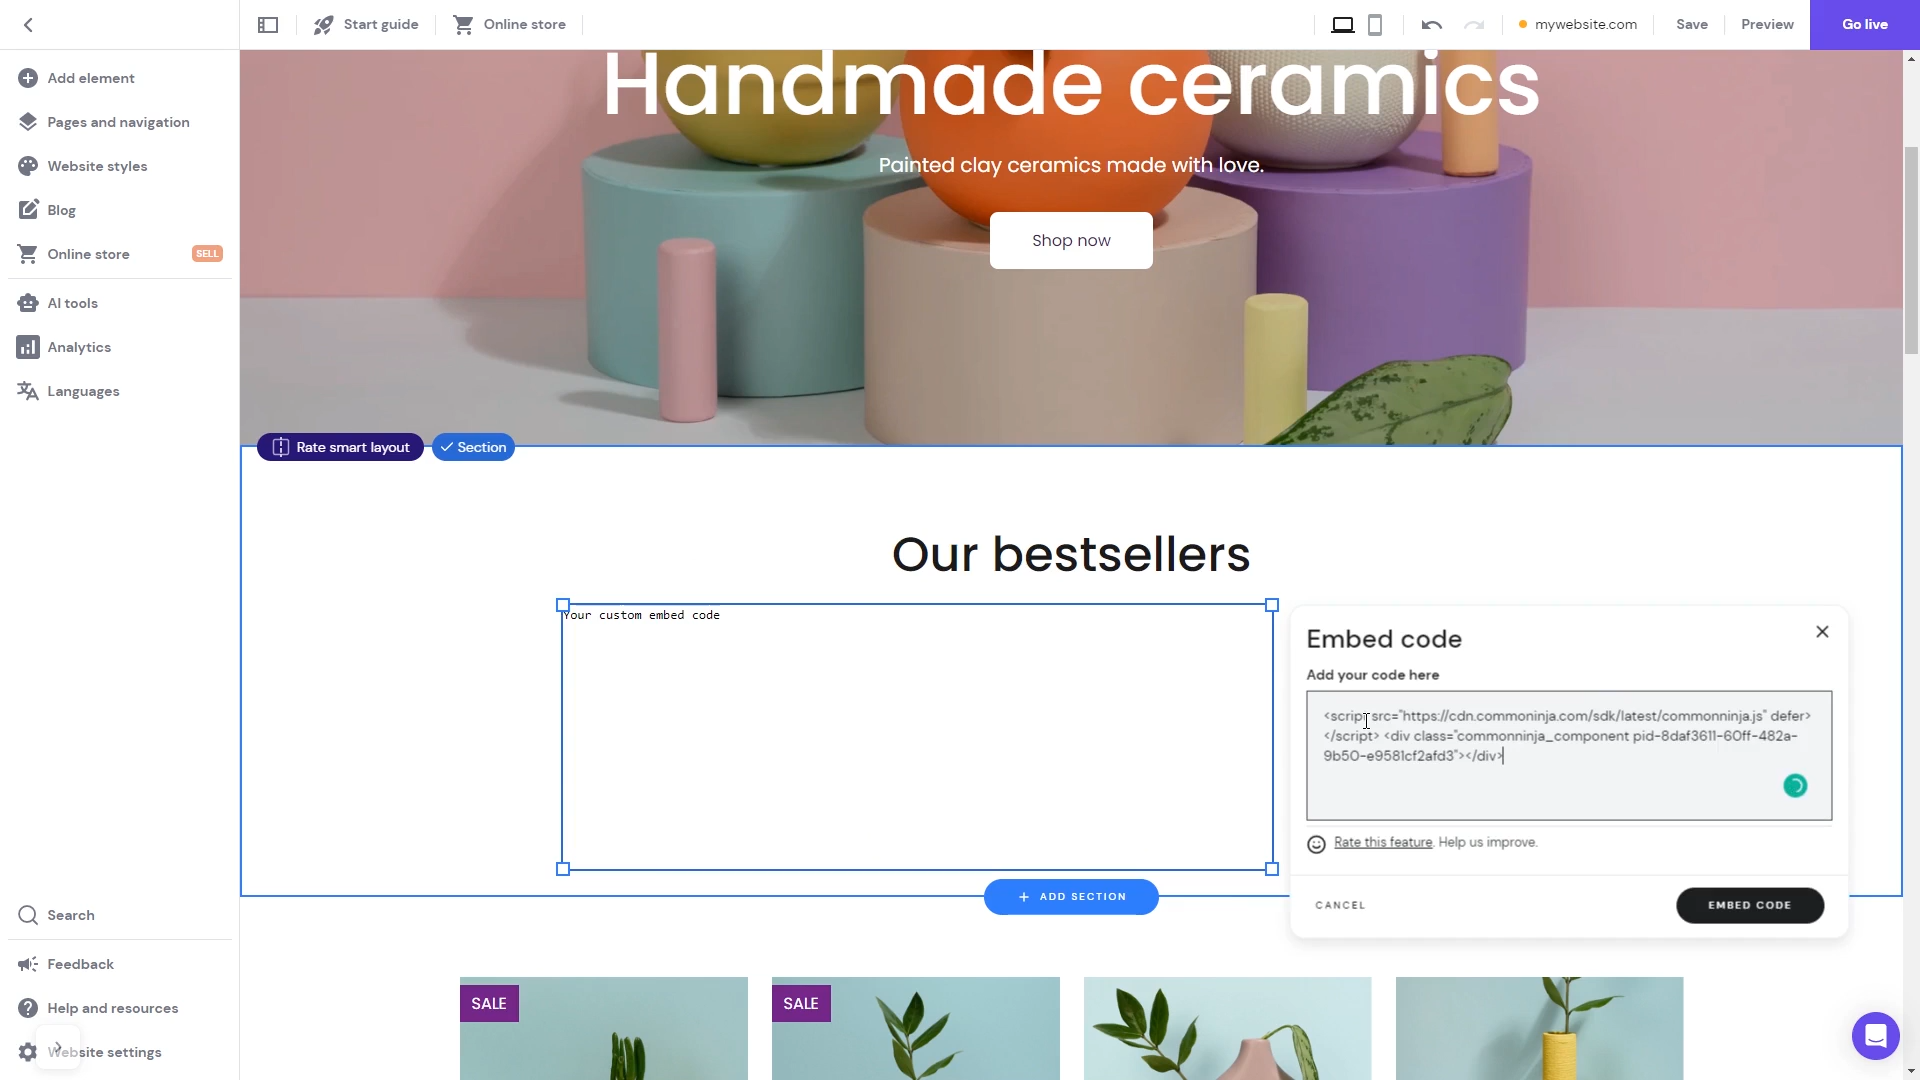 Start guide
Online store
mywebsite.com
Save
Preview
Go live
Add element
Pages and navigation
Website styles
Blog
Online store
SELL
AI tools
Analytics
Languages
Search
Feedback
Help and resources
Website settings
Handmade ceramics
Painted clay ceramics made with love.
Shop now
Rate smart layout
Section
Our bestsellers
Your custom embed code
Embed code
Add your code here
<script src="https://cdn.commoninja.com/sdk/latest/commonninja.js" defer>
</script> <div class="commonninja_component pid-8daf3611-60ff-482a-
9b50-e9581cf2afd3"></div>
Rate this feature. Help us improve.
CANCEL
EMBED CODE
+ ADD SECTION
SALE
SALE